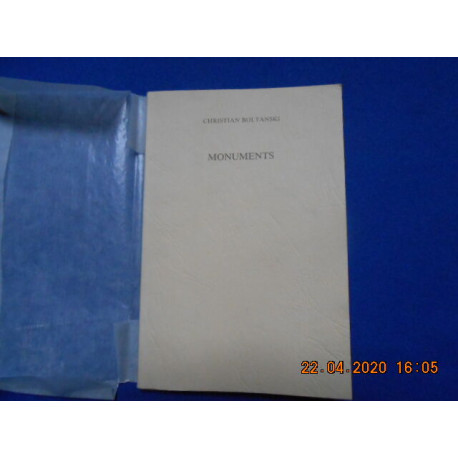 CHRISTIAN BOLTANSKI
MONUMENTS
22.04.2020 16:05